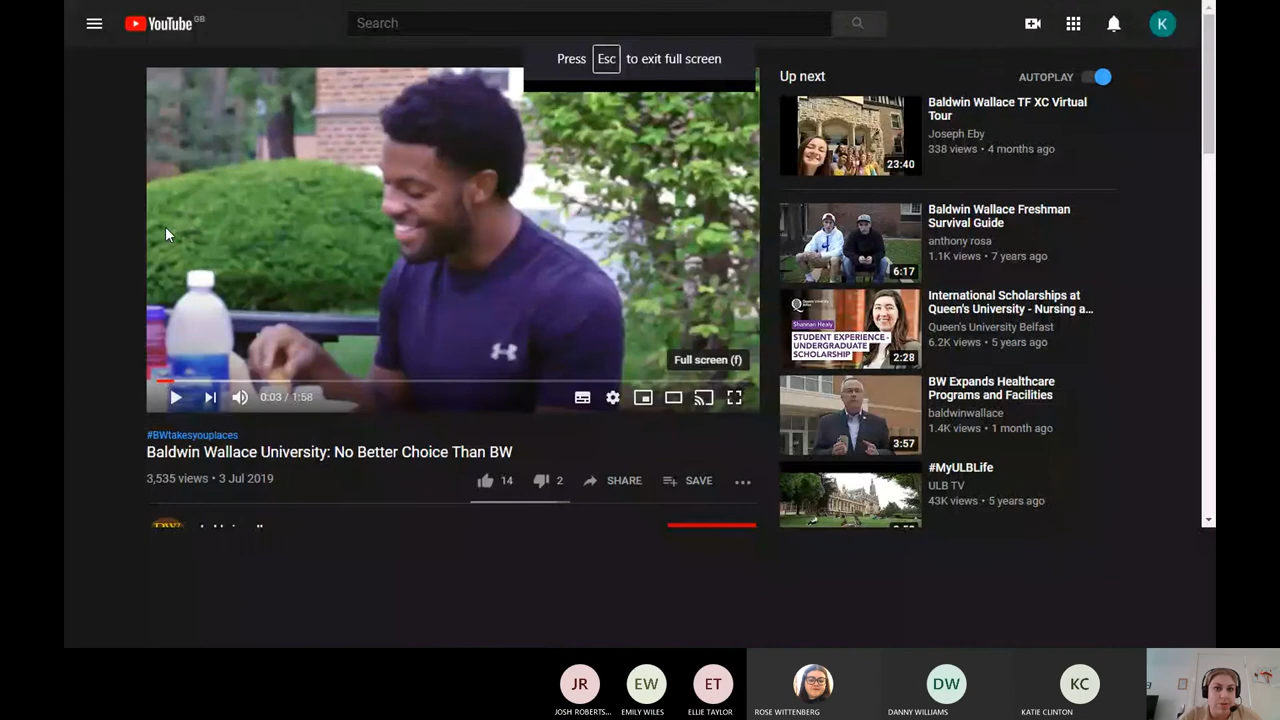 YouTube GB
Search
K
Press Esc to exit full screen
Full screen (f)
0:03 / 1:58
#BWtakesyouplaces
Baldwin Wallace University: No Better Choice Than BW
3,535 views • 3 Jul 2019
14
2
SHARE
SAVE
Up next
AUTOPLAY
23:40
Baldwin Wallace TF XC Virtual
Tour
Joseph Eby
338 views • 4 months ago
6:17
Baldwin Wallace Freshman
Survival Guide
anthony rosa
1.1K views • 7 years ago
Shannan Healy
STUDENT EXPERIENCE -
UNDERGRADUATE
SCHOLARSHIP
2:28
International Scholarships at
Queen's University - Nursing a...
Queen's University Belfast
6.2K views • 5 years ago
3:57
BW Expands Healthcare
Programs and Facilities
baldwinwallace
1.4K views • 1 month ago
#MyULBLife
ULB TV
43K views • 5 years ago
JR
JOSH ROBERTS...
EW
EMILY WILES
ET
ELLIE TAYLOR
ROSE WITTENBERG
DW
DANNY WILLIAMS
KC
KATIE CLINTON